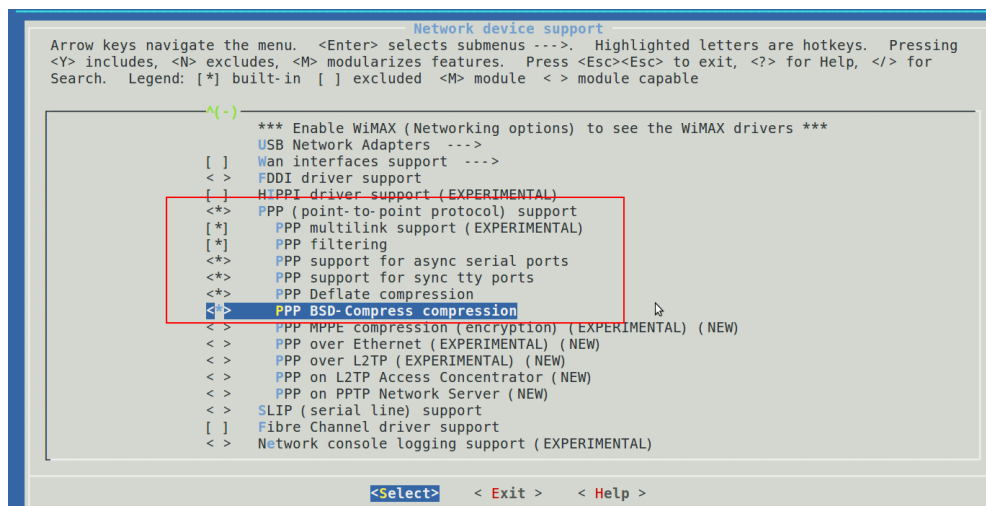 Network device support
Arrow keys navigate the menu. <Enter> selects submenus --->. Highlighted letters are hotkeys. Pressing
<Y> includes, <N> excludes, <M> modularizes features. Press <Esc><Esc> to exit, <?> for Help, </> for
Search. Legend: [*] built-in [ ] excluded <M> module < > module capable
^(-)
*** Enable WiMAX (Networking options) to see the WiMAX drivers ***
USB Network Adapters --->
[ ] Wan interfaces support --->
< > FDDI driver support
[ ] HIPPI driver support (EXPERIMENTAL)
<*> PPP (point-to-point protocol) support
[*] PPP multilink support (EXPERIMENTAL)
[*] PPP filtering
<*> PPP support for async serial ports
<*> PPP support for sync tty ports
<*> PPP Deflate compression
<*> PPP BSD-Compress compression
< > PPP MPPE compression (encryption) (EXPERIMENTAL) (NEW)
< > PPP over Ethernet (EXPERIMENTAL) (NEW)
< > PPP over L2TP (EXPERIMENTAL) (NEW)
< > PPP on L2TP Access Concentrator (NEW)
< > PPP on PPTP Network Server (NEW)
< > SLIP (serial line) support
[ ] Fibre Channel driver support
< > Network console logging support (EXPERIMENTAL)
<Select> < Exit > < Help >